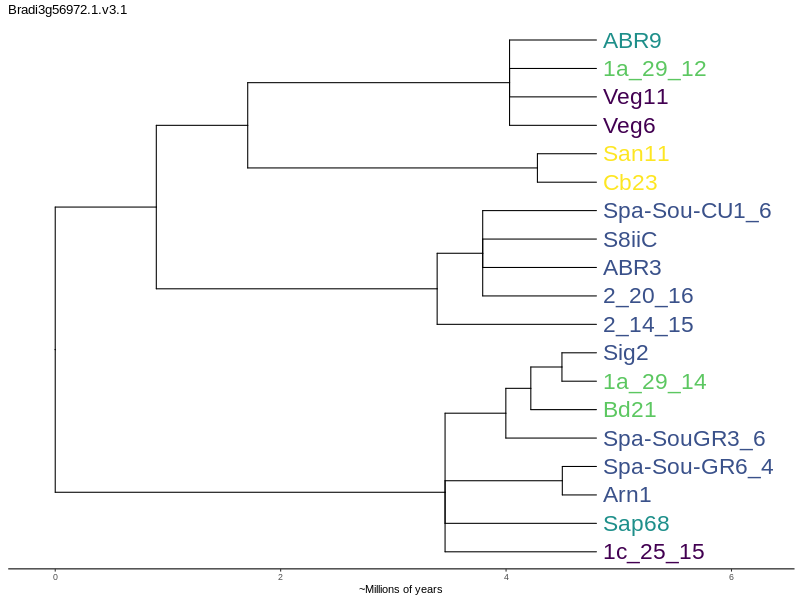 Bradi3g56972.1.v3.1
ABR9
1a_29_12
Veg11
Veg6
San11
Cb23
Spa-Sou-CU1_6
S8iiC
ABR3
2_20_16
2_14_15
Sig2
1a_29_14
Bd21
Spa-SouGR3_6
Spa-Sou-GR6_4
Arn1
Sap68
1c_25_15
0 2 4 6
~Millions of years